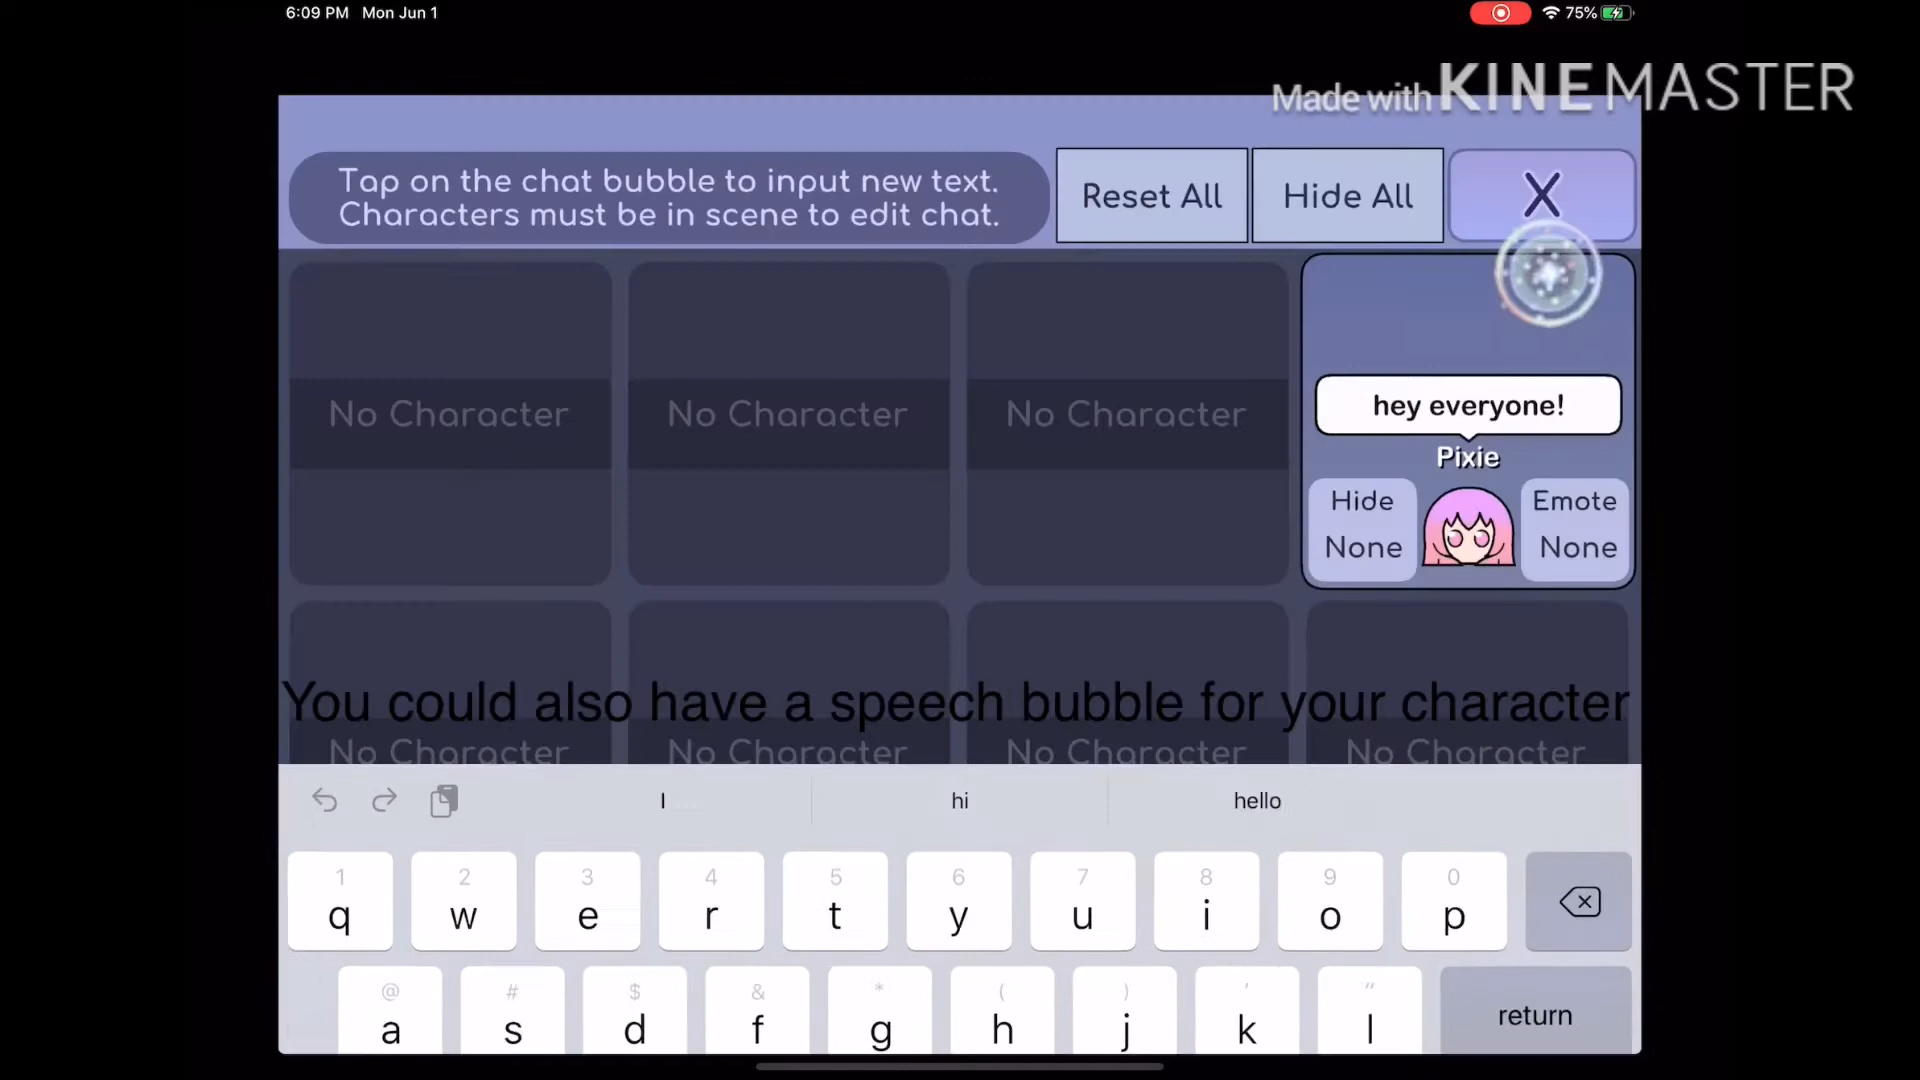 6:09 PM Mon Jun 1
75%
Made with KINEMASTER
Tap on the chat bubble to input new text.
Characters must be in scene to edit chat.
Reset All
Hide All
X
No Character
No Character
No Character
hey everyone!
Pixie
Hide
None
Emote
None
You could also have a speech bubble for your character
No Character
No Character
No Character
No Character
I
hi
hello
1 2 3 4 5 6 7 8 9 0
q w e r t y u i o p
@ # $ & * ( ) ' "
a s d f g h j k l
return